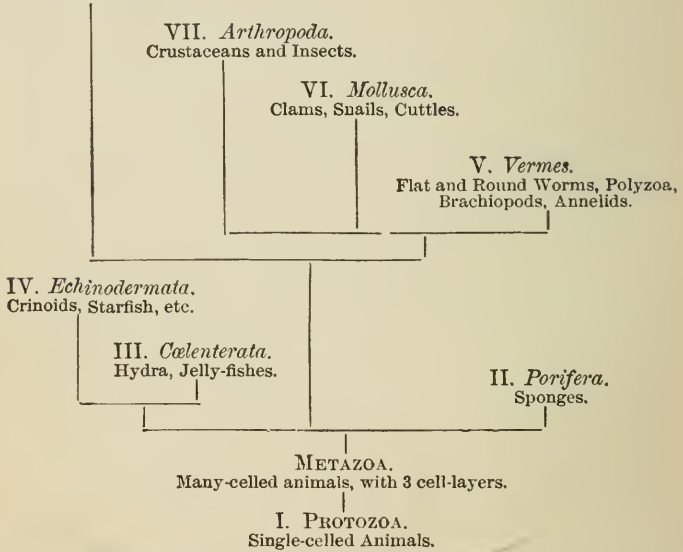 VII. Arthropoda.
Crustaceans and Insects.
VI. Mollusca.
Clams, Snails, Cuttles.
V. Vermes.
Flat and Round Worms, Polyzoa,
Brachiopods, Annelids.
IV. Echinodermata.
Crinoids, Starfish, etc.
III. Cœlenterata.
Hydra, Jelly-fishes.
II. Porifera.
Sponges.
METAZOA.
Many-celled animals, with 3 cell-layers.
I. PROTOZOA.
Single-celled Animals.